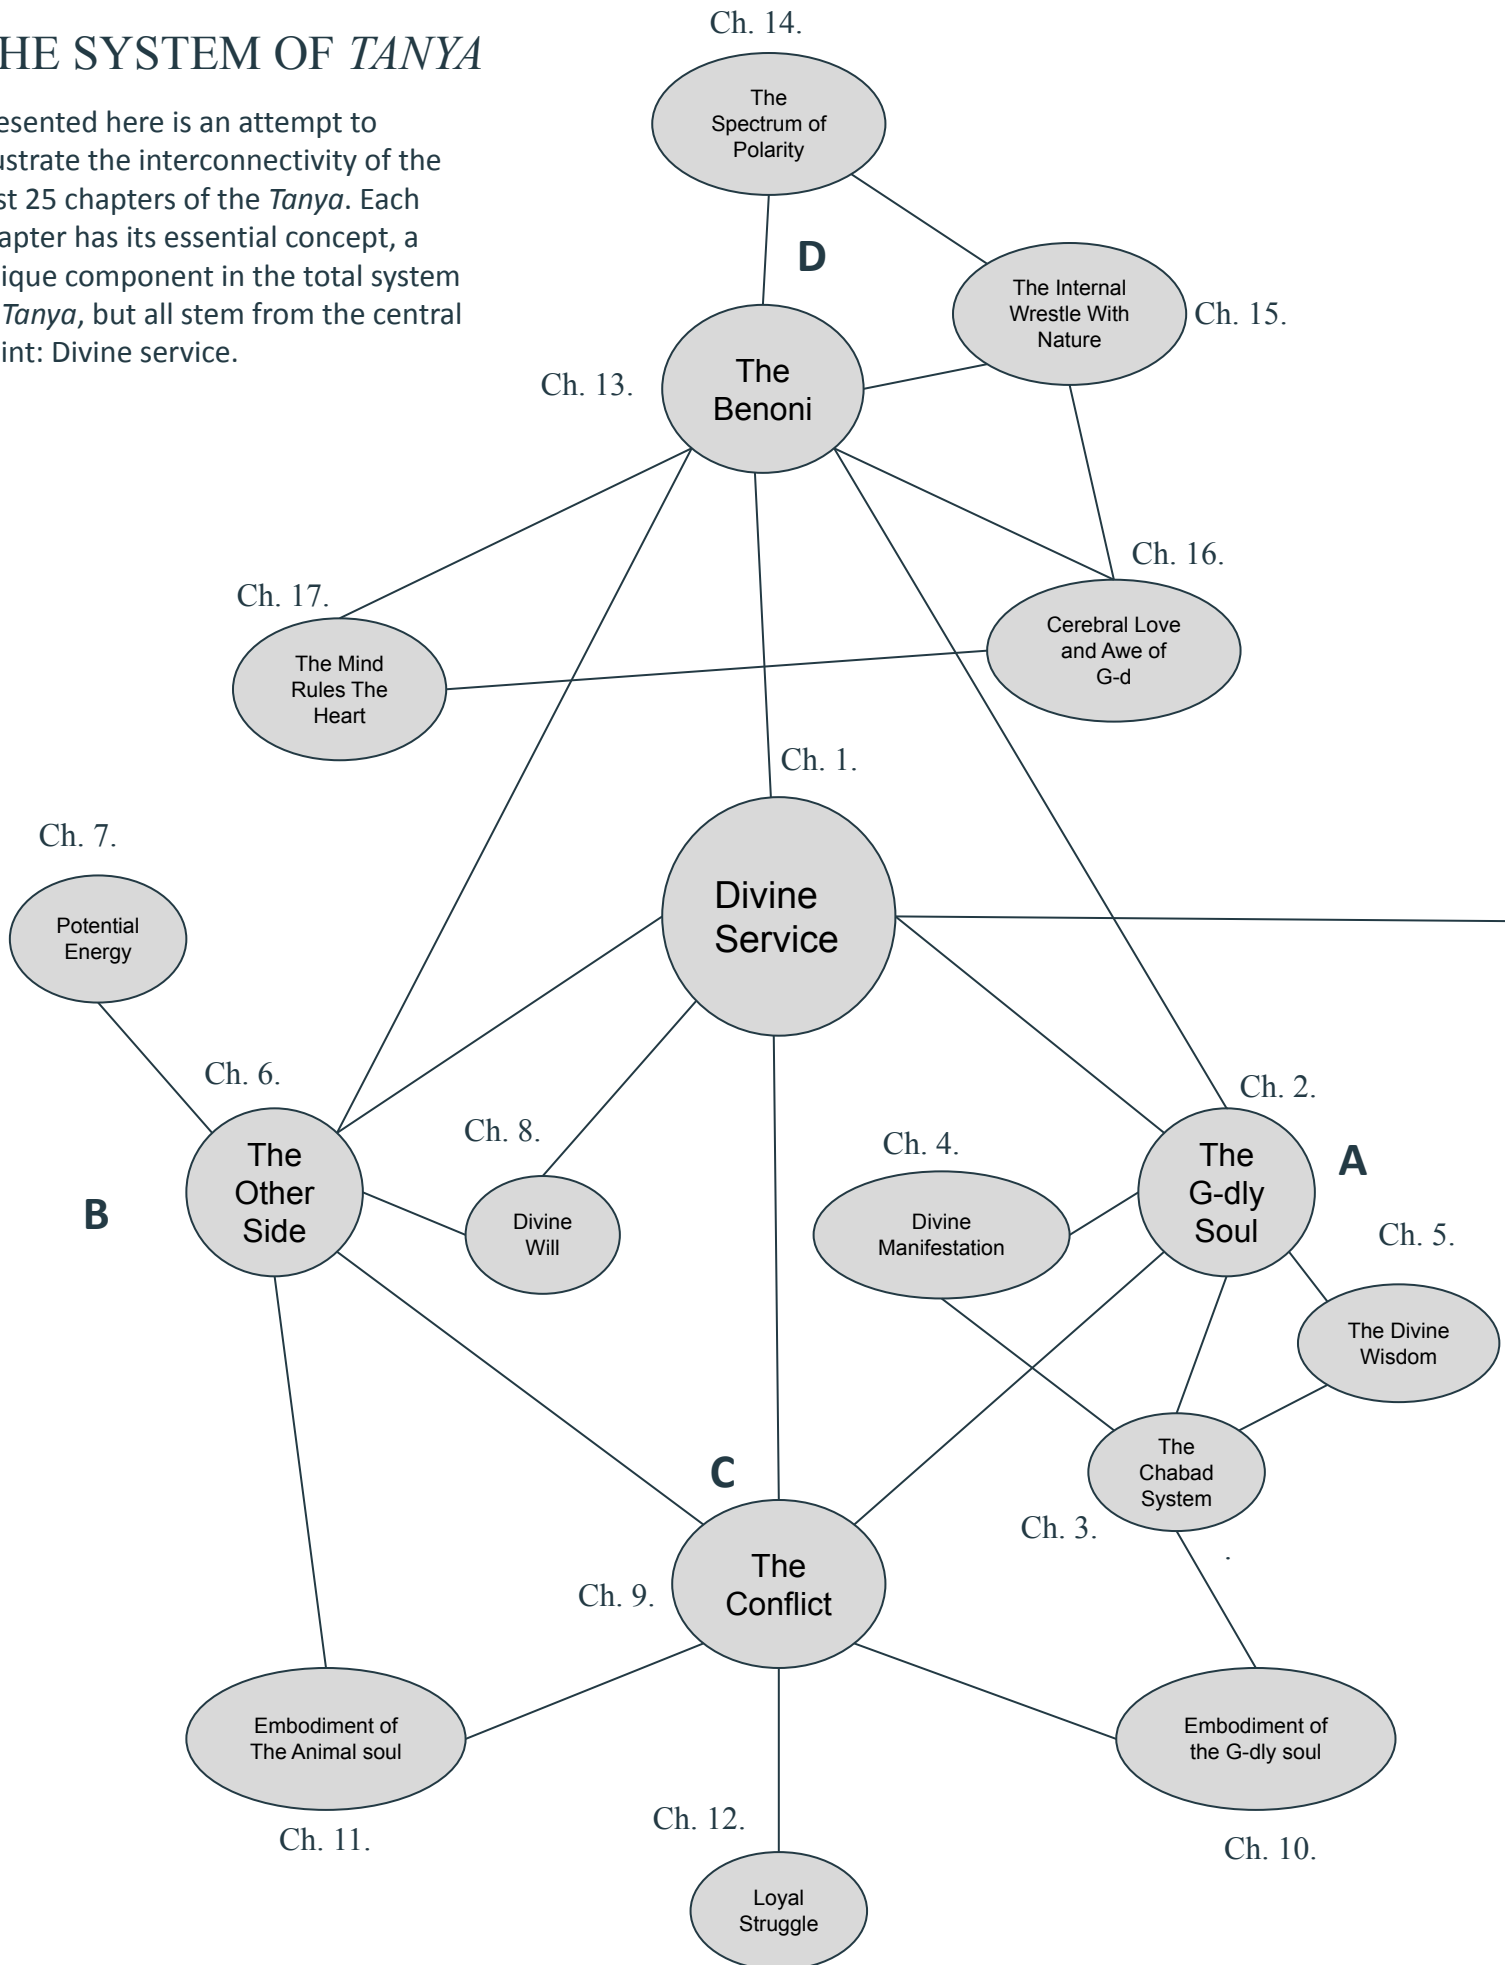 HE SYSTEM OF TANYA
esented here is an attempt to
ustrate the interconnectivity of the
st 25 chapters of the Tanya. Each
apter has its essential concept, a
ique component in the total system
Tanya, but all stem from the central
int: Divine service.
Ch. 14.
The
Spectrum of
Polarity
D
The Internal
Wrestle With
Nature
Ch. 15.
Ch. 13.
The
Benoni
Ch. 16.
Cerebral Love
and Awe of
G-d
Ch. 17.
The Mind
Rules The
Heart
Ch. 1.
Divine
Service
Ch. 7.
Potential
Energy
Ch. 6.
The
Other
Side
B
Ch. 8.
Divine
Will
Ch. 4.
Divine
Manifestation
Ch. 2.
The
G-dly
Soul
A
Ch. 5.
The Divine
Wisdom
The
Chabad
System
Ch. 3.
.
C
Ch. 9.
The
Conflict
Embodiment of
The Animal soul
Ch. 11.
Embodiment of
the G-dly soul
Ch. 10.
Ch. 12.
Loyal
Struggle